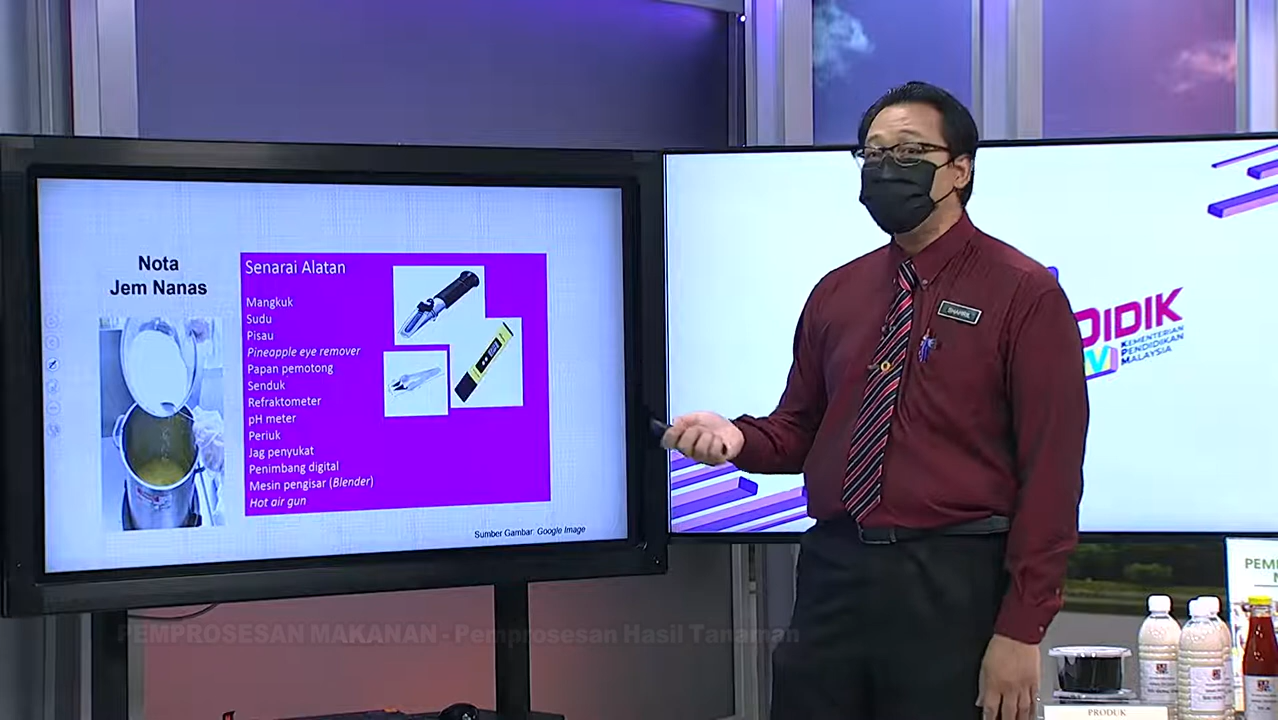 Nota
Jem Nanas
Senarai Alatan
Mangkuk
Sudu
Pisau
Pineapple eye remover
Papan pemotong
Senduk
Refraktometer
pH meter
Periuk
Jag penyukat
Penimbang digital
Mesin pengisar (Blender)
Hot air gun
Sumber Gambar: Google Image
DIDIK
KEMENTERIAN
PENDIDIKAN
MALAYSIA
PEMPROSESAN MAKANAN - Pemprosesan Hasil Tanaman
PRODUK